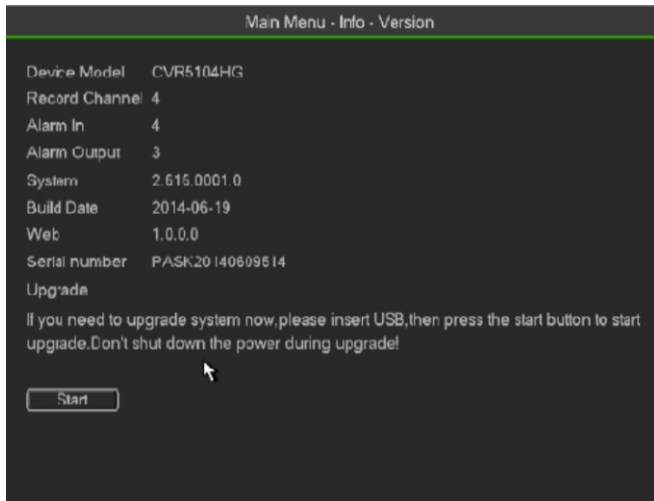 Main Menu - Info - Version
Device Model CVR5104HG
Record Channel 4
Alarm In 4
Alarm Output 3
System 2.616.0001.0
Build Date 2014-06-19
Web 1.0.0.0
Serial number PASK20140609514
Upgrade
If you need to upgrade system now,please insert USB,then press the start button to start
upgrade.Don't shut down the power during upgrade!
Start